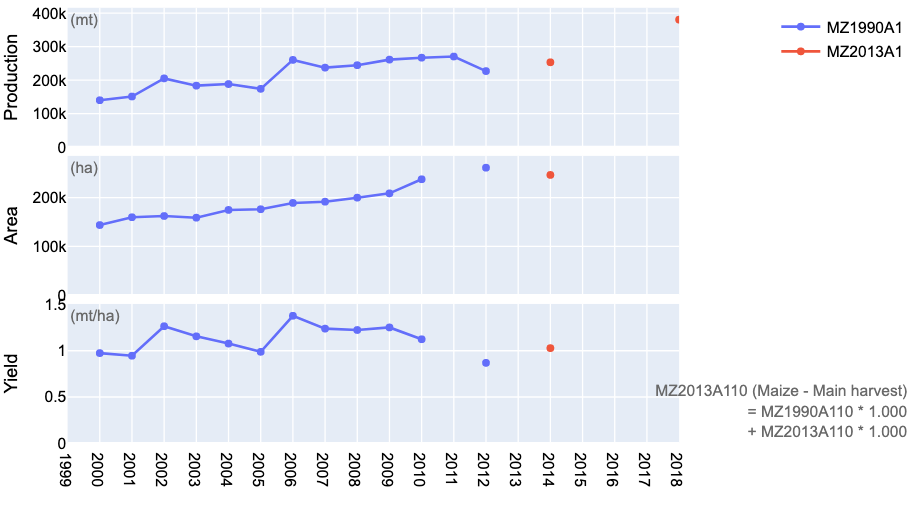 400k
(mt)
MZ1990A1
MZ2013A1
300k
200k
100k
0
Production
(ha)
200k
100k
0
Area
1.5
(mt/ha)
1
0.5
0
Yield
MZ2013A110 (Maize - Main harvest)
= MZ1990A110 * 1.000
+ MZ2013A110 * 1.000
1999 2000 2001 2002 2003 2004 2005 2006 2007 2008 2009 2010 2011 2012 2013 2014 2015 2016 2017 2018